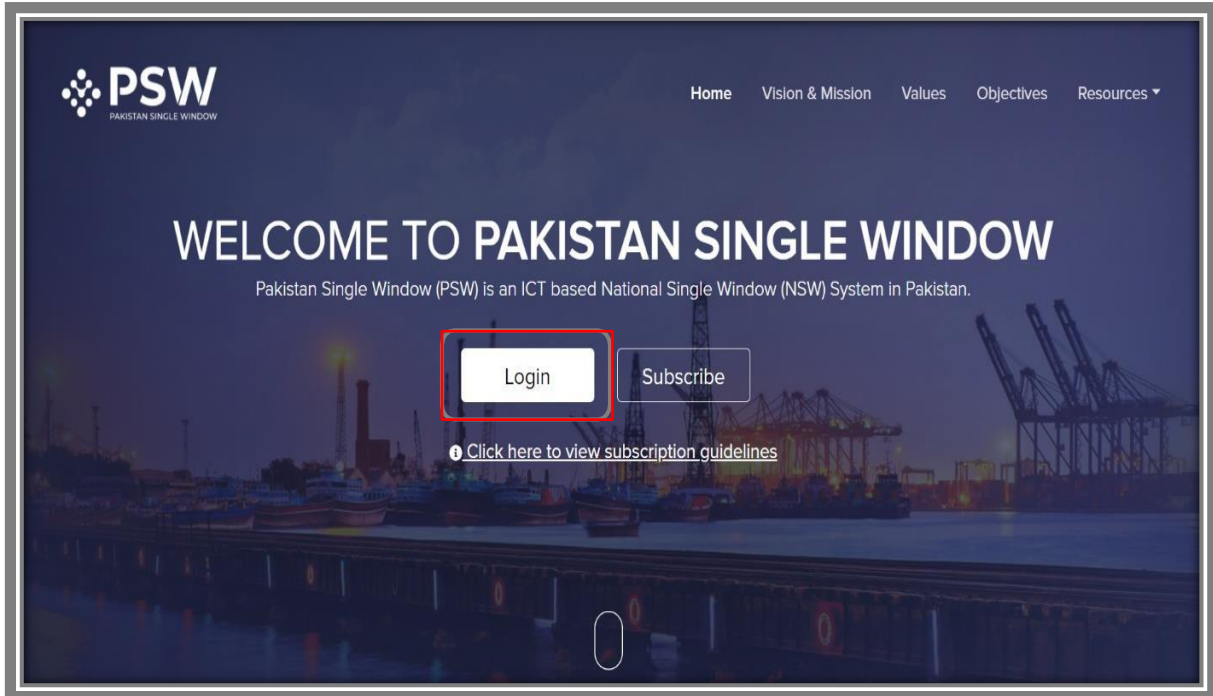 PSW
PAKISTAN SINGLE WINDOW
Home Vision & Mission Values Objectives Resources
WELCOME TO PAKISTAN SINGLE WINDOW
Pakistan Single Window (PSW) is an ICT based National Single Window (NSW) System in Pakistan.
Login Subscribe
Click here to view subscription guidelines